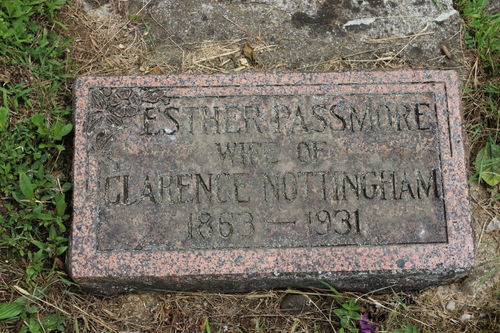 ESTHER PASSMORE
WIFE OF
CLARENCE NOTTINGHAM
1863 — 1931